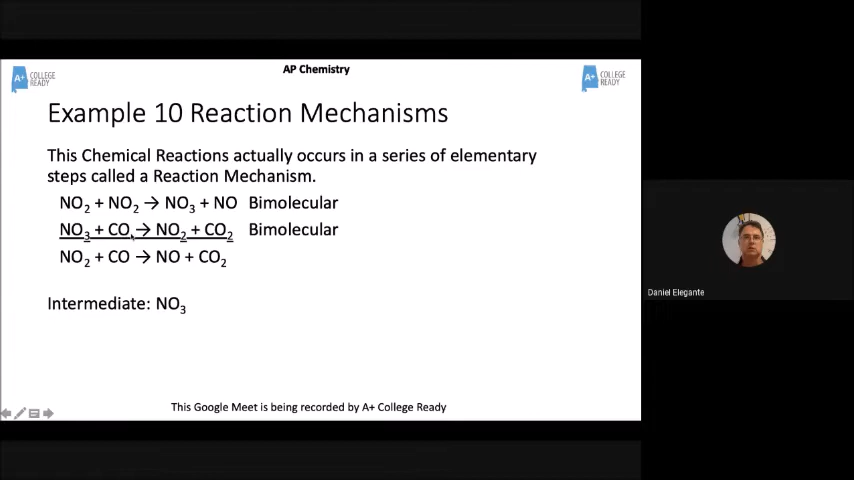 AP Chemistry
A+ COLLEGE READY
A+ COLLEGE READY
Example 10 Reaction Mechanisms
This Chemical Reactions actually occurs in a series of elementary
steps called a Reaction Mechanism.
NO₂ + NO₂ → NO₃ + NO Bimolecular
NO₃ + CO → NO₂ + CO₂ Bimolecular
NO₂ + CO → NO + CO₂
Intermediate: NO₃
This Google Meet is being recorded by A+ College Ready
Daniel Elegante